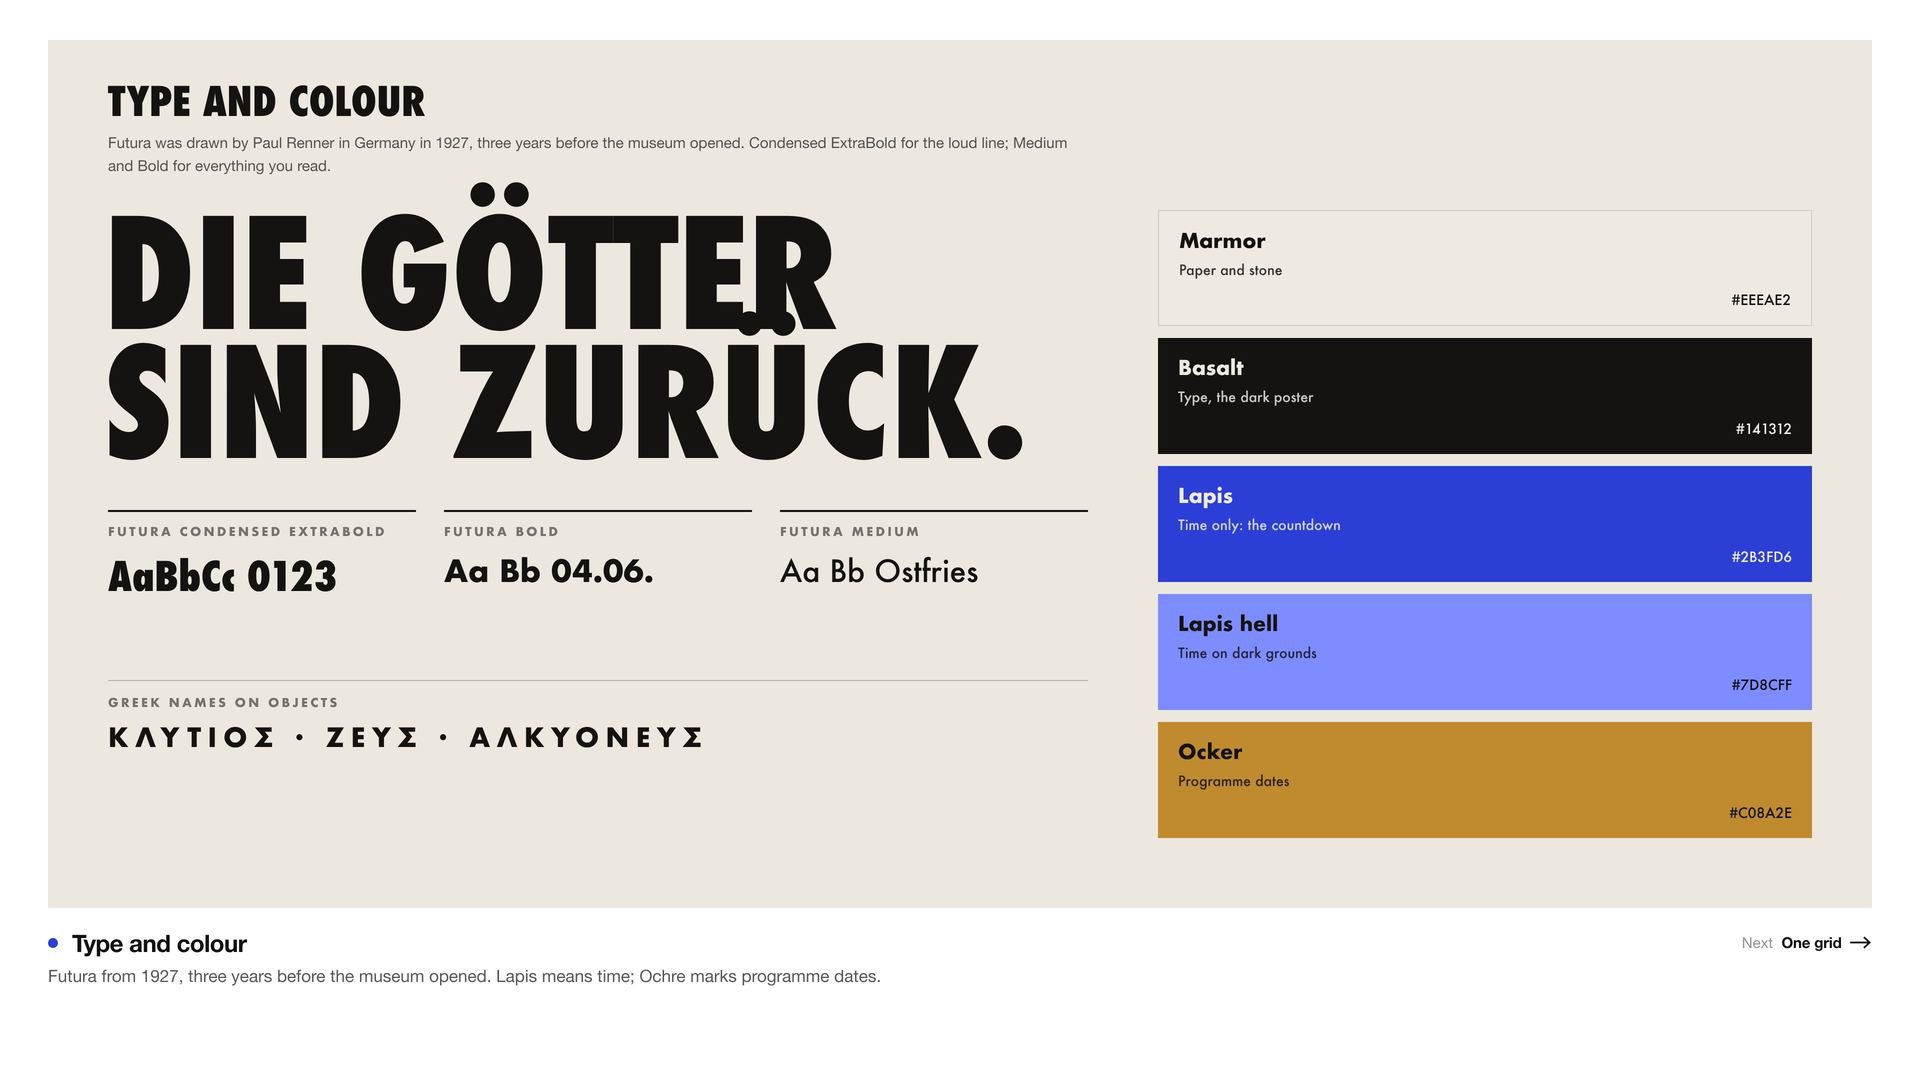 TYPE AND COLOUR
Futura was drawn by Paul Renner in Germany in 1927, three years before the museum opened. Condensed ExtraBold for the loud line; Medium
and Bold for everything you read.
DIE GÖTTER
SIND ZURÜCK.
FUTURA CONDENSED EXTRABOLD
AaBbCc 0123
FUTURA BOLD
Aa Bb 04.06.
FUTURA MEDIUM
Aa Bb Ostfries
GREEK NAMES ON OBJECTS
ΚΛΥΤΙΟΣ · ΖΕΥΣ · ΑΛΚΥΟΝΕΥΣ
Marmor
Paper and stone
#EEEAE2
Basalt
Type, the dark poster
#141312
Lapis
Time only: the countdown
#2B3FD6
Lapis hell
Time on dark grounds
#7D8CFF
Ocker
Programme dates
#C08A2E
Type and colour
Futura from 1927, three years before the museum opened. Lapis means time; Ochre marks programme dates.
Next One grid →